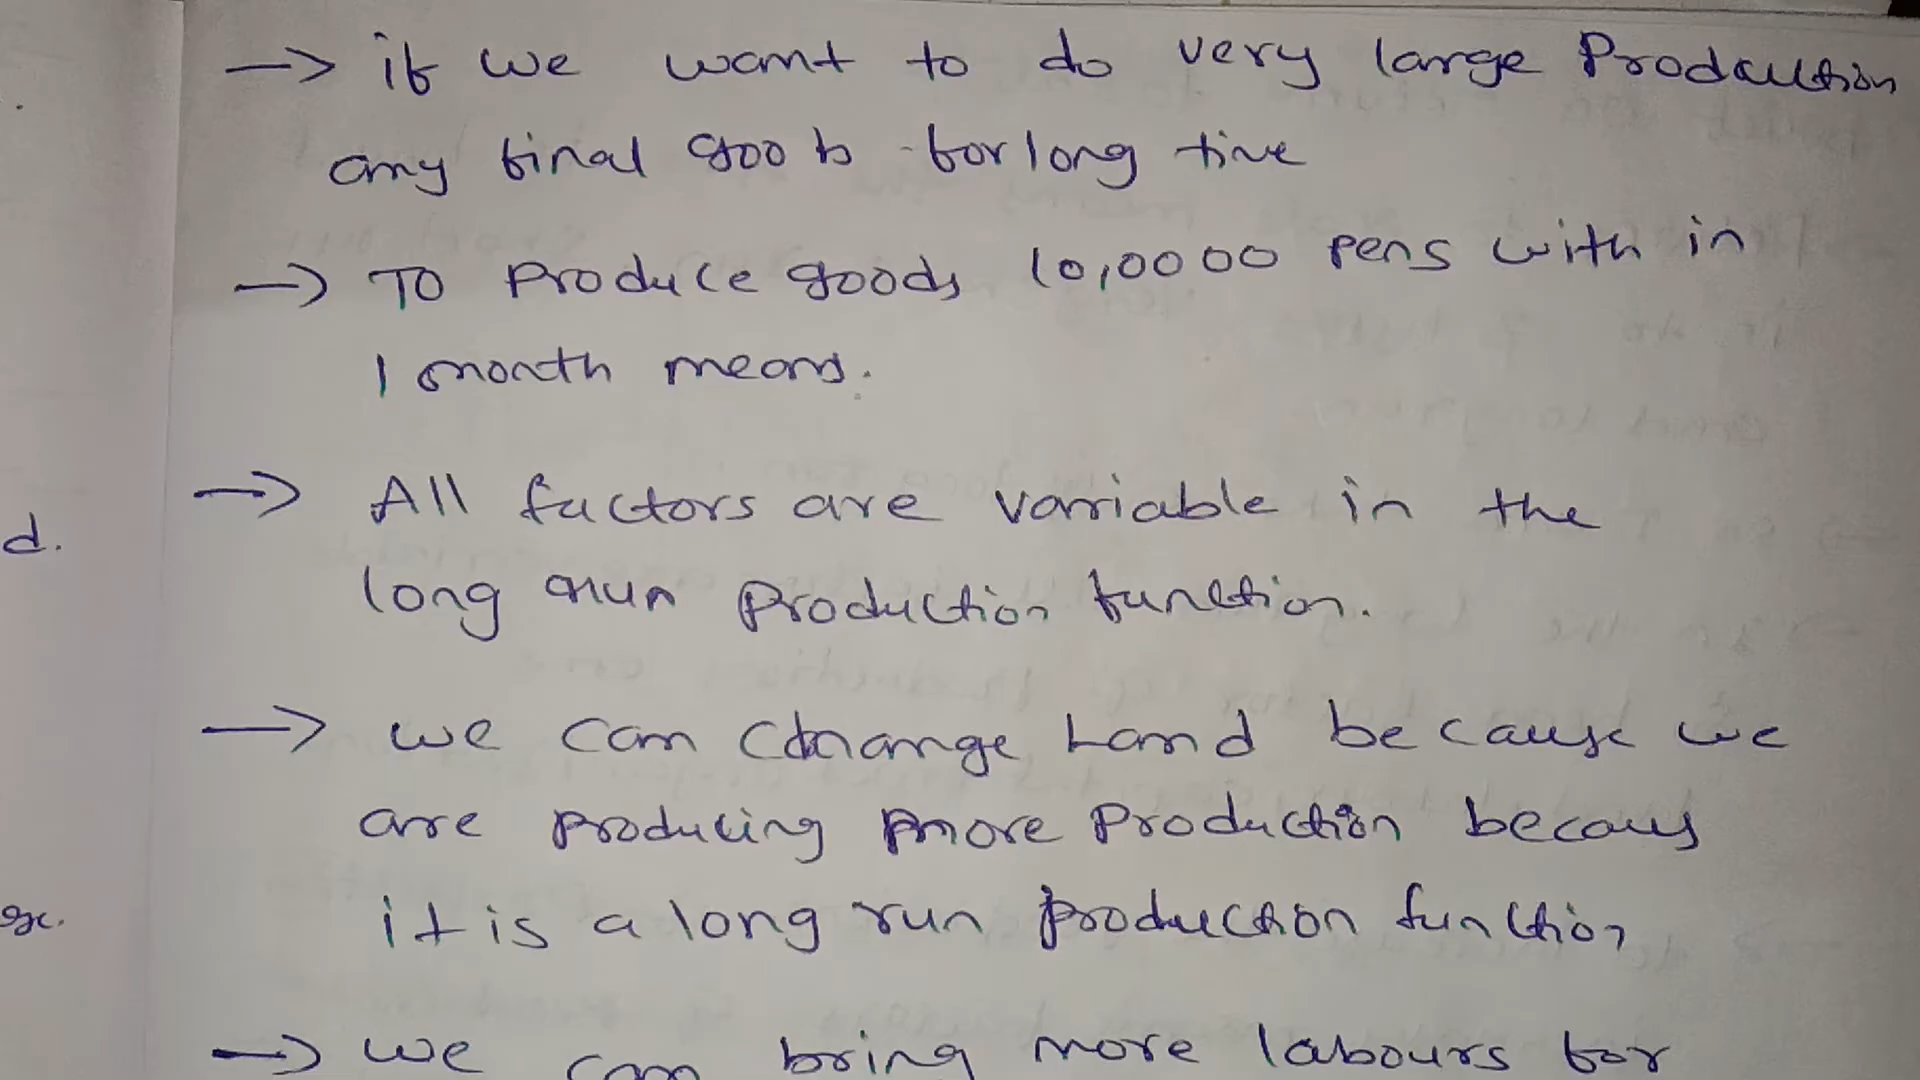 → if we want to do very large Production
any final goods for long time
→ To Produce goods 10,0000 pens with in
1 month means.
→ All factors are variable in the
d.
long run Production function.
→ we can change Land because we
are producing more Production becaus
it is a long run production function
→ we can bring more labours for